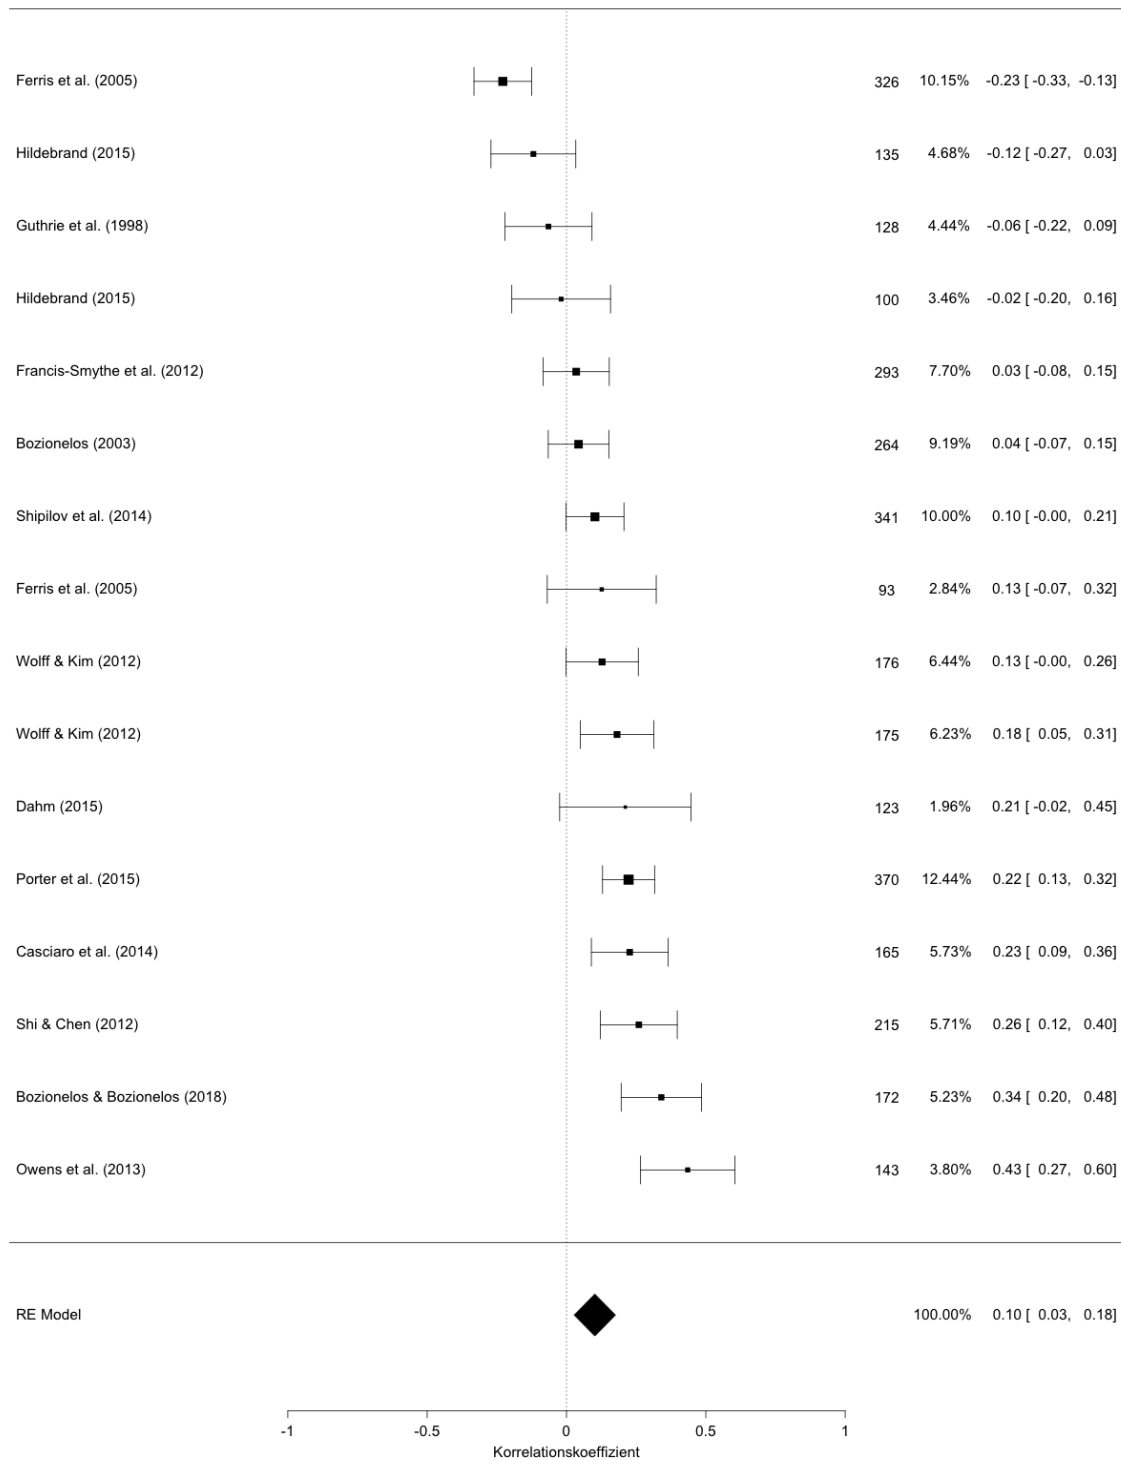 Ferris et al. (2005) 326 10.15% -0.23 [ -0.33, -0.13]
Hildebrand (2015) 135 4.68% -0.12 [ -0.27, 0.03]
Guthrie et al. (1998) 128 4.44% -0.06 [ -0.22, 0.09]
Hildebrand (2015) 100 3.46% -0.02 [ -0.20, 0.16]
Francis-Smythe et al. (2012) 293 7.70% 0.03 [ -0.08, 0.15]
Bozionelos (2003) 264 9.19% 0.04 [ -0.07, 0.15]
Shipilov et al. (2014) 341 10.00% 0.10 [ -0.00, 0.21]
Ferris et al. (2005) 93 2.84% 0.13 [ -0.07, 0.32]
Wolff & Kim (2012) 176 6.44% 0.13 [ -0.00, 0.26]
Wolff & Kim (2012) 175 6.23% 0.18 [ 0.05, 0.31]
Dahm (2015) 123 1.96% 0.21 [ -0.02, 0.45]
Porter et al. (2015) 370 12.44% 0.22 [ 0.13, 0.32]
Casciaro et al. (2014) 165 5.73% 0.23 [ 0.09, 0.36]
Shi & Chen (2012) 215 5.71% 0.26 [ 0.12, 0.40]
Bozionelos & Bozionelos (2018) 172 5.23% 0.34 [ 0.20, 0.48]
Owens et al. (2013) 143 3.80% 0.43 [ 0.27, 0.60]
RE Model 100.00% 0.10 [ 0.03, 0.18]
-1 -0.5 0 0.5 1
Korrelationskoeffizient